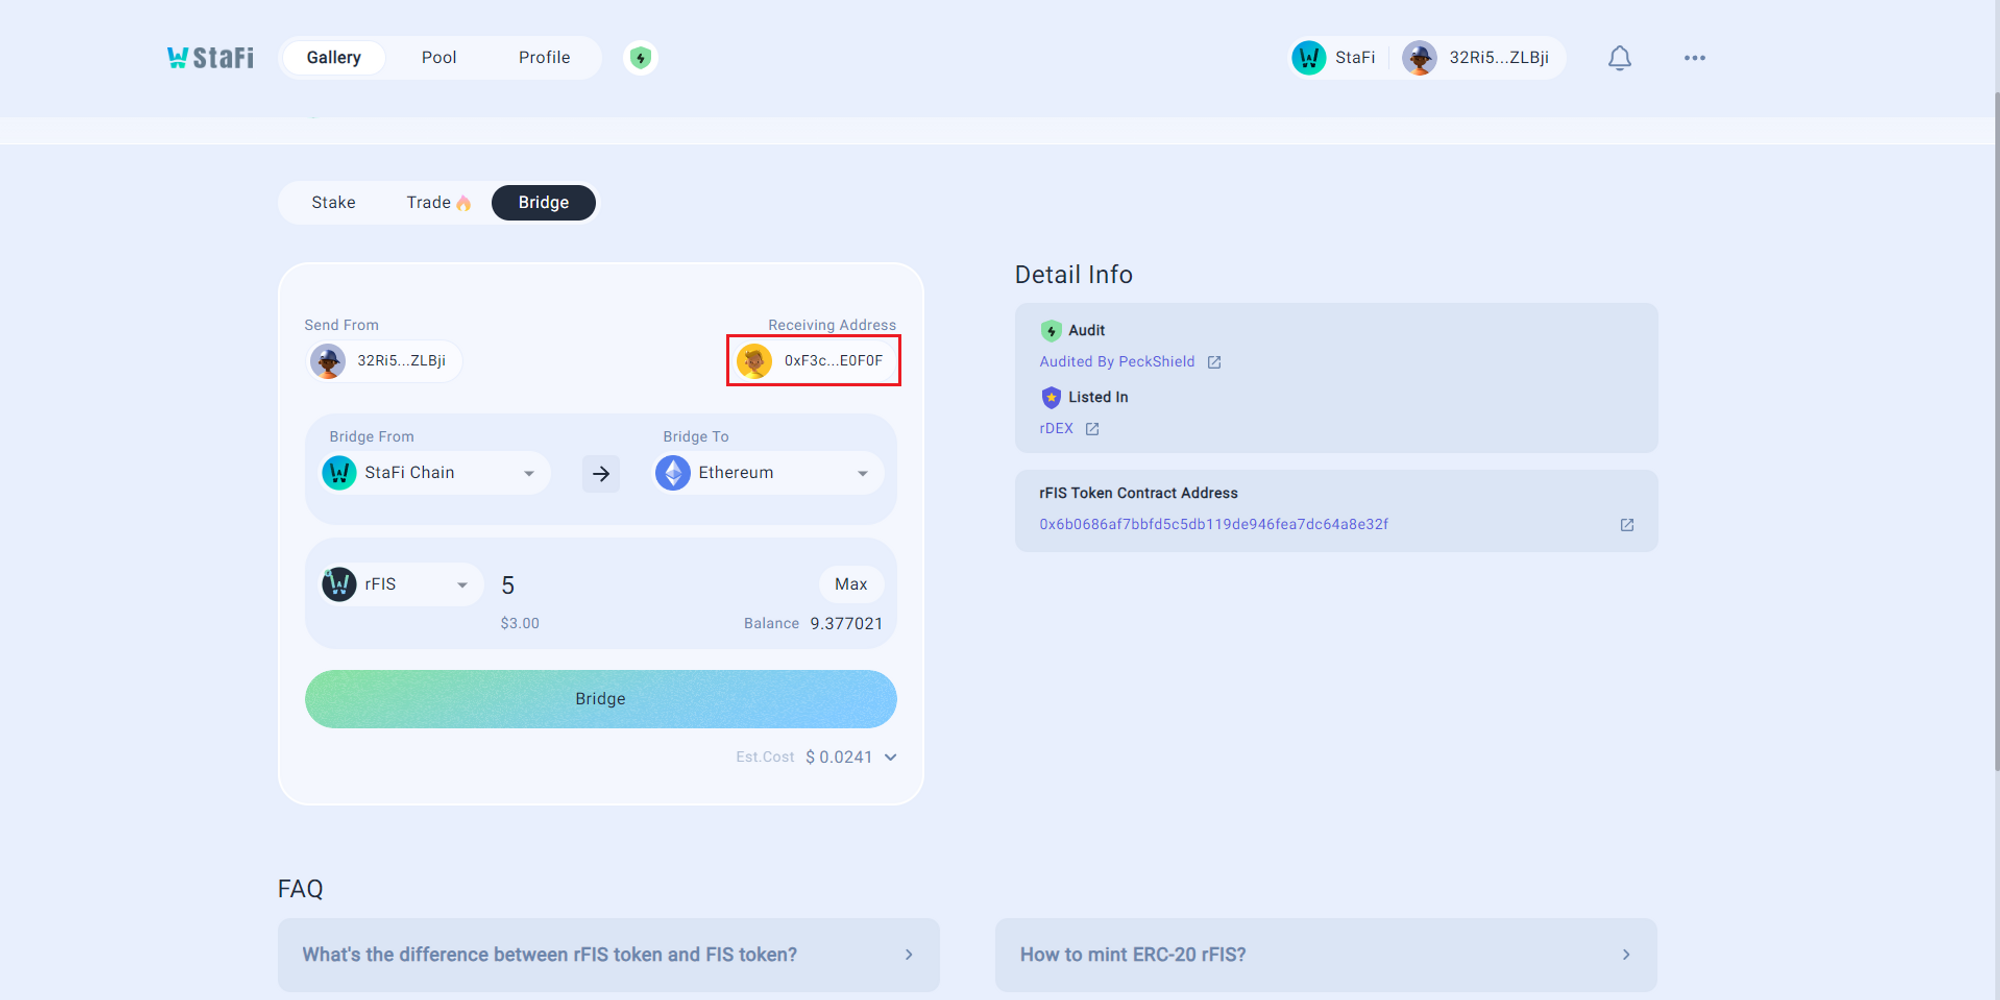 StaFi
Gallery Pool Profile
StaFi 32Ri5...ZLBji
Stake Trade Bridge
Send From Receiving Address
32Ri5...ZLBji 0xF3c...E0F0F
Bridge From Bridge To
StaFi Chain Ethereum
rFIS 5 Max
$3.00 Balance 9.377021
Bridge
Est.Cost $ 0.0241
Detail Info
Audit
Audited By PeckShield
Listed In
rDEX
rFIS Token Contract Address
0x6b0686af7bbfd5c5db119de946fea7dc64a8e32f
FAQ
What's the difference between rFIS token and FIS token?
How to mint ERC-20 rFIS?